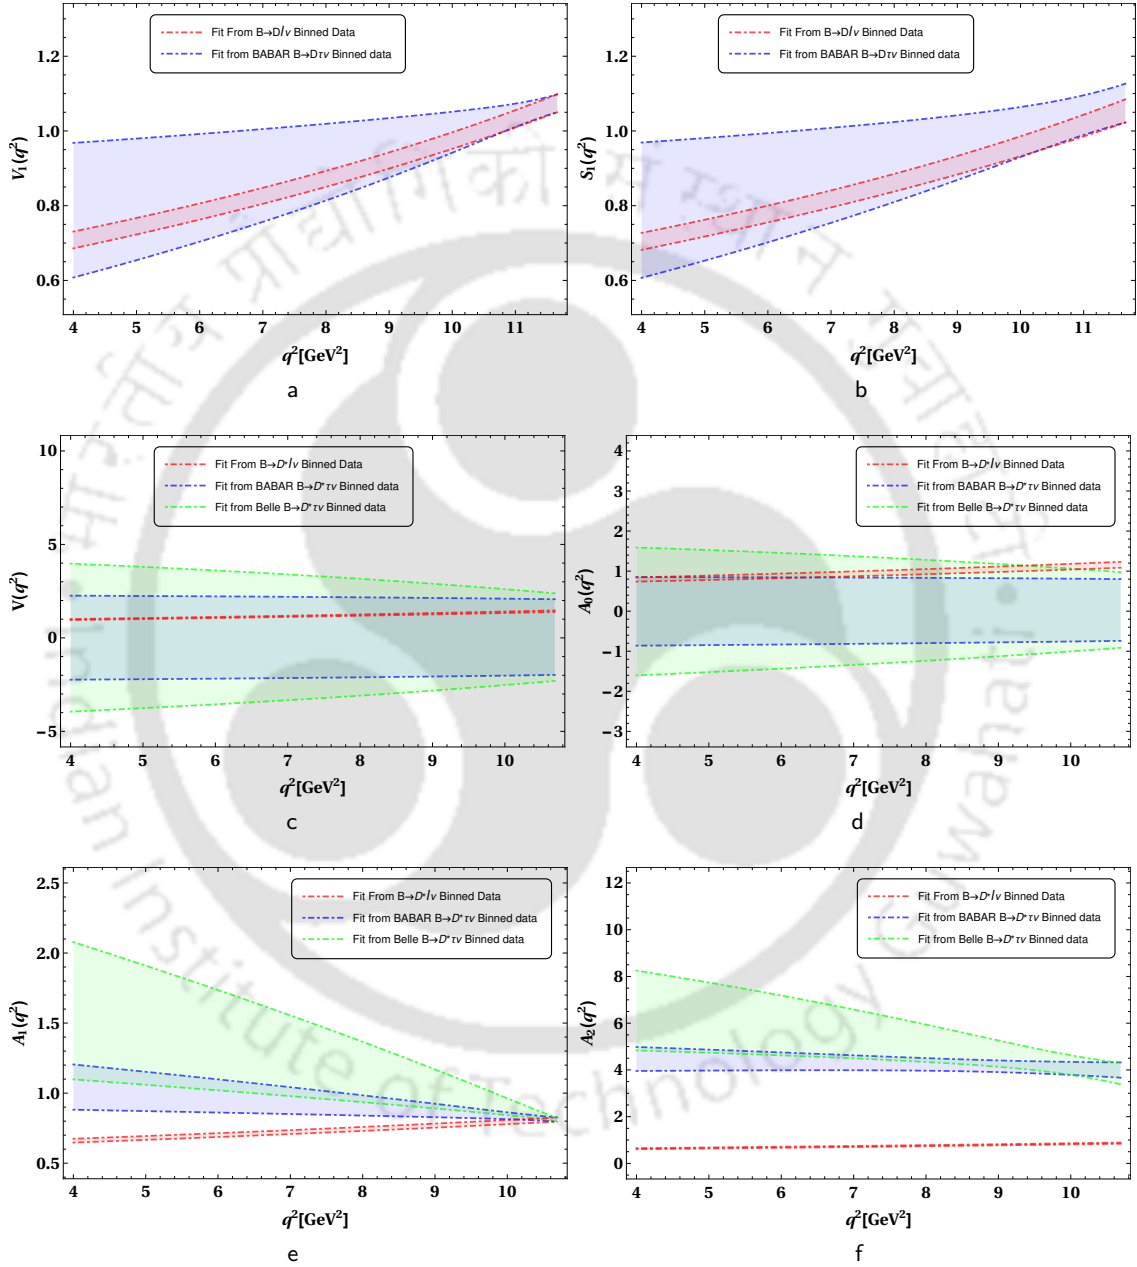 Fit From B→Dlν Binned Data
Fit from BABAR B→Dτν Binned data
V₁(q²)
1.2
1.0
0.8
0.6
4 5 6 7 8 9 10 11
q²[GeV²]
a
Fit From B→Dlν Binned Data
Fit from BABAR B→Dτν Binned data
S₁(q²)
1.2
1.0
0.8
0.6
4 5 6 7 8 9 10 11
q²[GeV²]
b
Fit From B→D*lν Binned Data
Fit from BABAR B→D*τν Binned data
Fit from Belle B→D*τν Binned data
V(q²)
10
5
0
−5
4 5 6 7 8 9 10
q²[GeV²]
c
Fit From B→D*lν Binned Data
Fit from BABAR B→D*τν Binned data
Fit from Belle B→D*τν Binned data
A₀(q²)
4
3
2
1
0
−1
−2
−3
4 5 6 7 8 9 10
q²[GeV²]
d
Fit From B→D*lν Binned Data
Fit from BABAR B→D*τν Binned data
Fit from Belle B→D*τν Binned data
A₁(q²)
2.5
2.0
1.5
1.0
0.5
4 5 6 7 8 9 10
q²[GeV²]
e
Fit From B→D*lν Binned Data
Fit from BABAR B→D*τν Binned data
Fit from Belle B→D*τν Binned data
A₂(q²)
12
10
8
6
4
2
0
4 5 6 7 8 9 10
q²[GeV²]
f
Indian Institute of Technology Guwahati